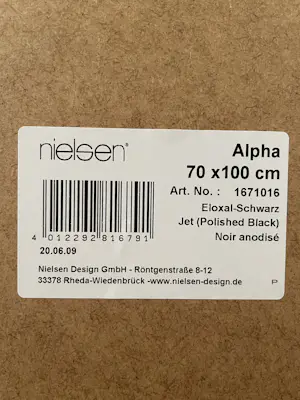 nielsen®
Alpha
70 x100 cm
Art. No. : 1671016
Eloxal-Schwarz
Jet (Polished Black)
Noir anodisé
4 012292 816791
20.06.09
Nielsen Design GmbH - Röntgenstraße 8-12
33378 Rheda-Wiedenbrück -www-nielsen-design.de
P